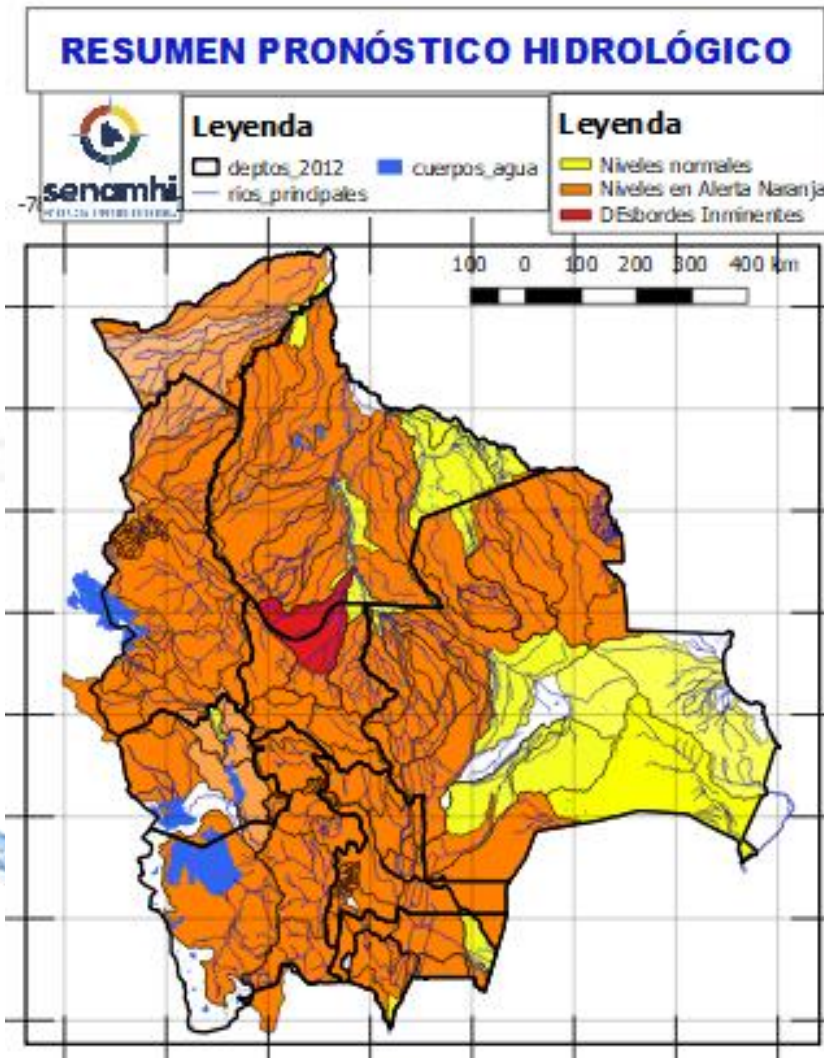 RESUMEN PRONÓSTICO HIDROLÓGICO
senamhi
Leyenda
deptos_2012
cuerpos_agua
rios_principales
Leyenda
Niveles normales
Niveles en Alerta Naranja
DEsbordes Inminentes
100 0 100 200 300 400 km